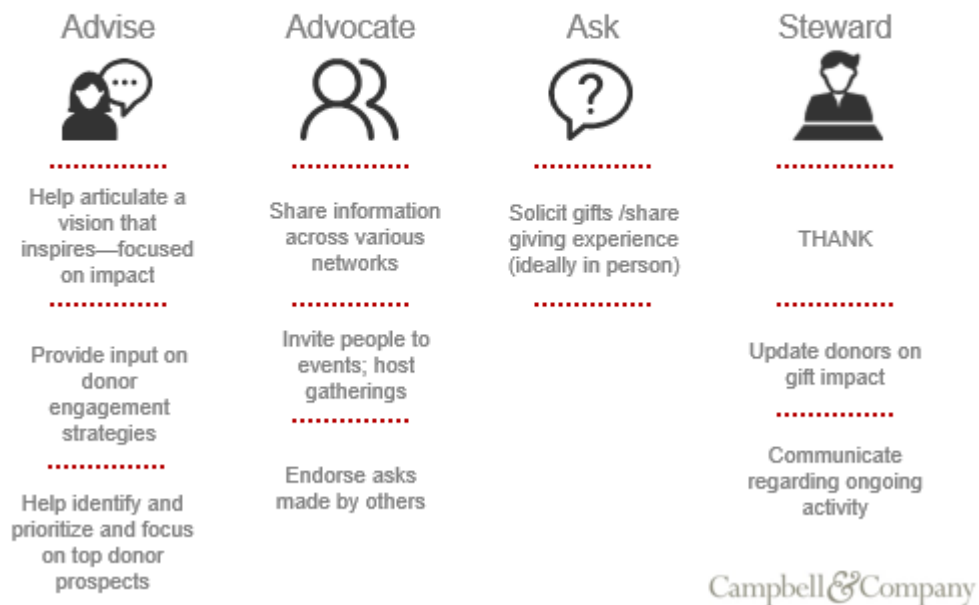 Advise
Help articulate a
vision that
inspires—focused
on impact
Provide input on
donor
engagement
strategies
Help identify and
prioritize and focus
on top donor
prospects
Advocate
Share information
across various
networks
Invite people to
events; host
gatherings
Endorse asks
made by others
Ask
?
Solicit gifts /share
giving experience
(ideally in person)
Steward
THANK
Update donors on
gift impact
Communicate
regarding ongoing
activity
Campbell&Company